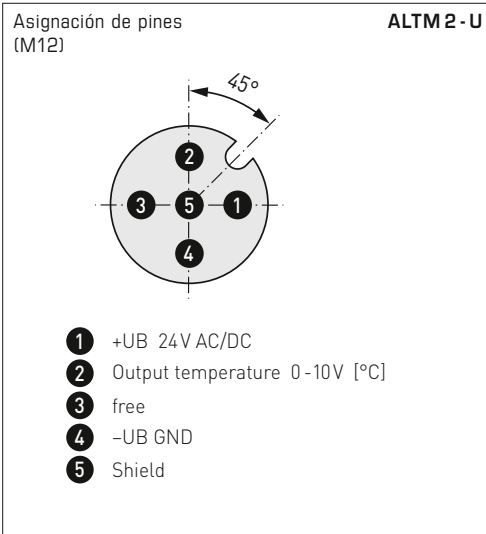 Asignación de pines ALTM 2 - U
(M12)
45°
2
3 5 1
4
1 +UB 24 V AC/DC
2 Output temperature 0 - 10 V [°C]
3 free
4 –UB GND
5 Shield